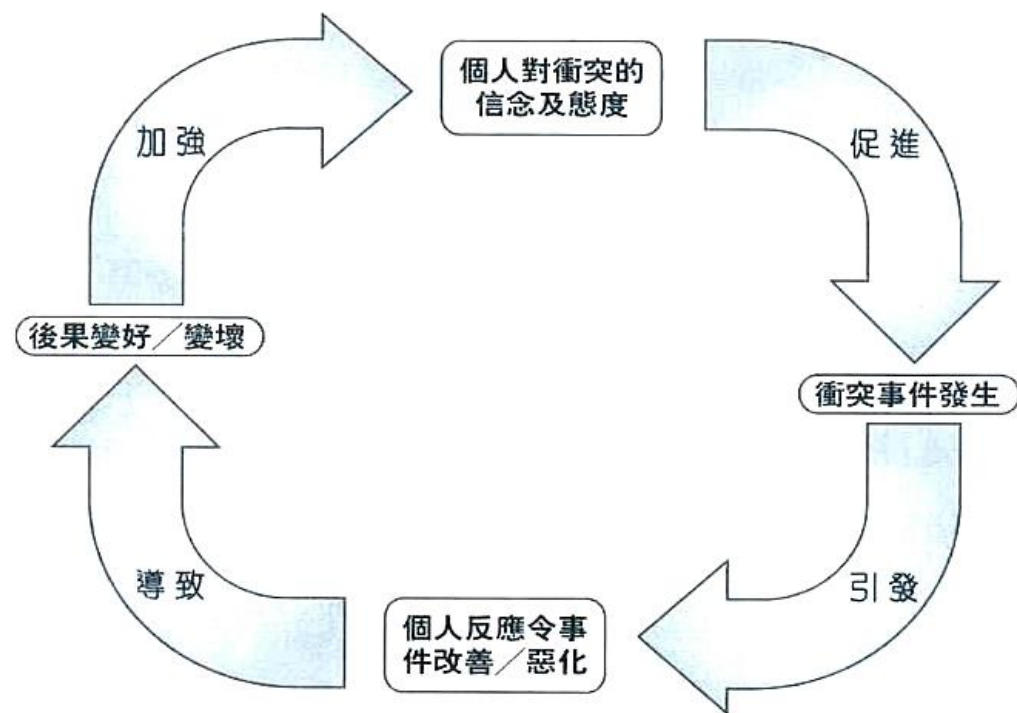 個人對衝突的
信念及態度
促進
衝突事件發生
引發
個人反應令事
件改善／惡化
導致
後果變好／變壞
加強